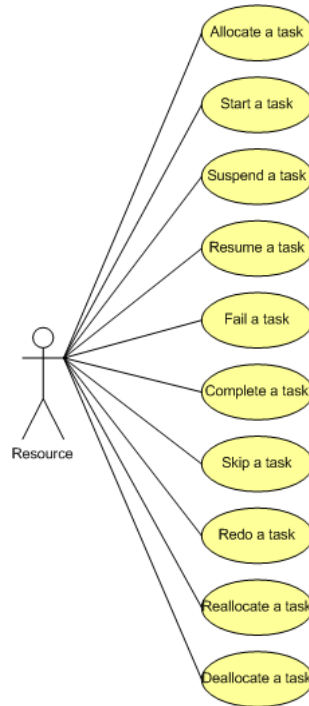 Allocate a task
Start a task
Suspend a task
Resume a task
Fail a task
Complete a task
Skip a task
Redo a task
Reallocate a task
Deallocate a task
Resource